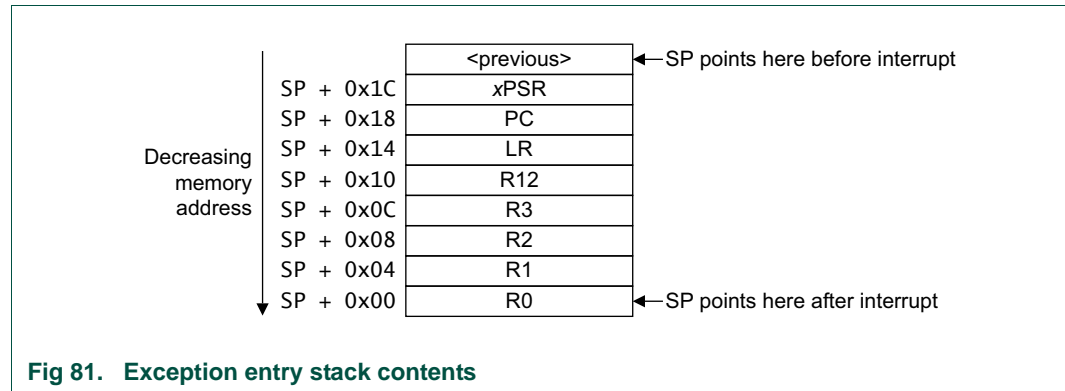 <previous> SP points here before interrupt
SP + 0x1C xPSR
SP + 0x18 PC
SP + 0x14 LR
Decreasing memory address
SP + 0x10 R12
SP + 0x0C R3
SP + 0x08 R2
SP + 0x04 R1
SP + 0x00 R0 SP points here after interrupt
Fig 81. Exception entry stack contents